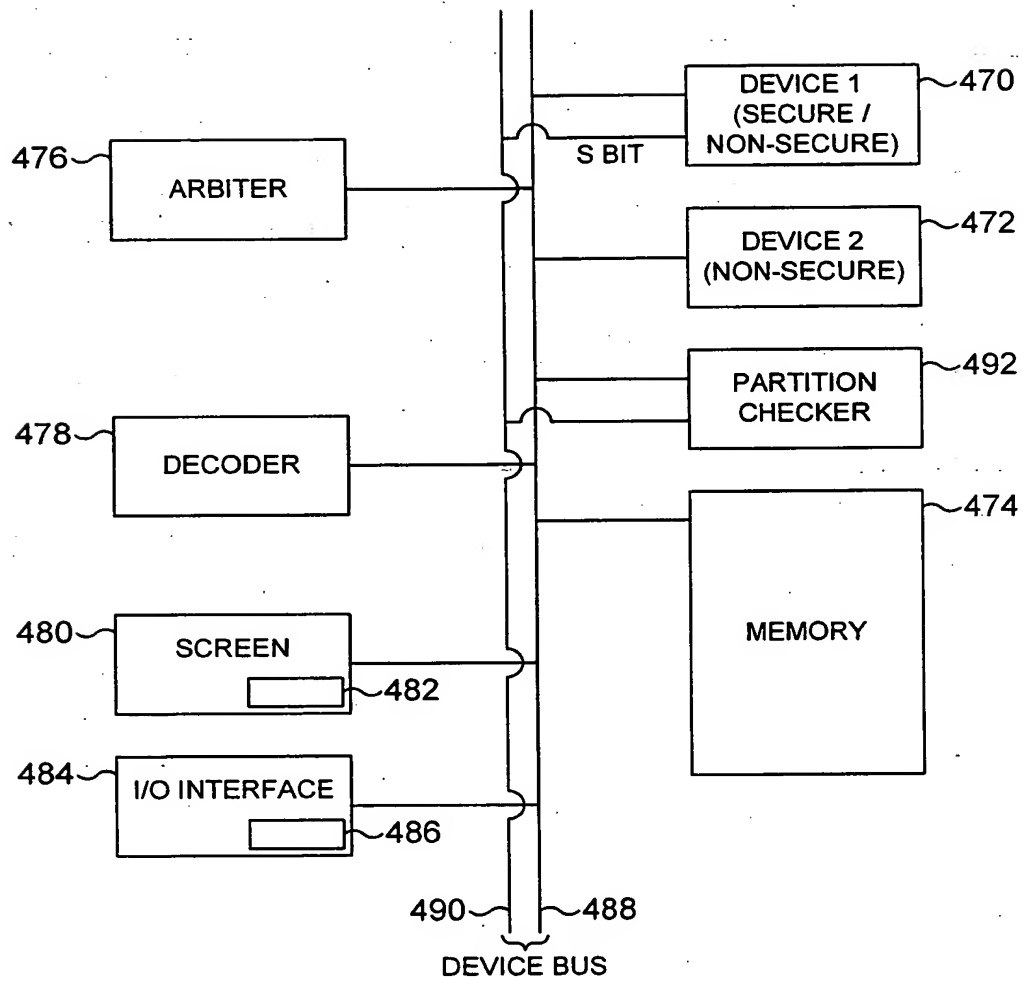 DEVICE 1
(SECURE /
NON-SECURE)
470
S BIT
476
ARBITER
DEVICE 2
(NON-SECURE)
472
PARTITION
CHECKER
492
478
DECODER
MEMORY
474
480
SCREEN
482
484
I/O INTERFACE
486
490
488
DEVICE BUS